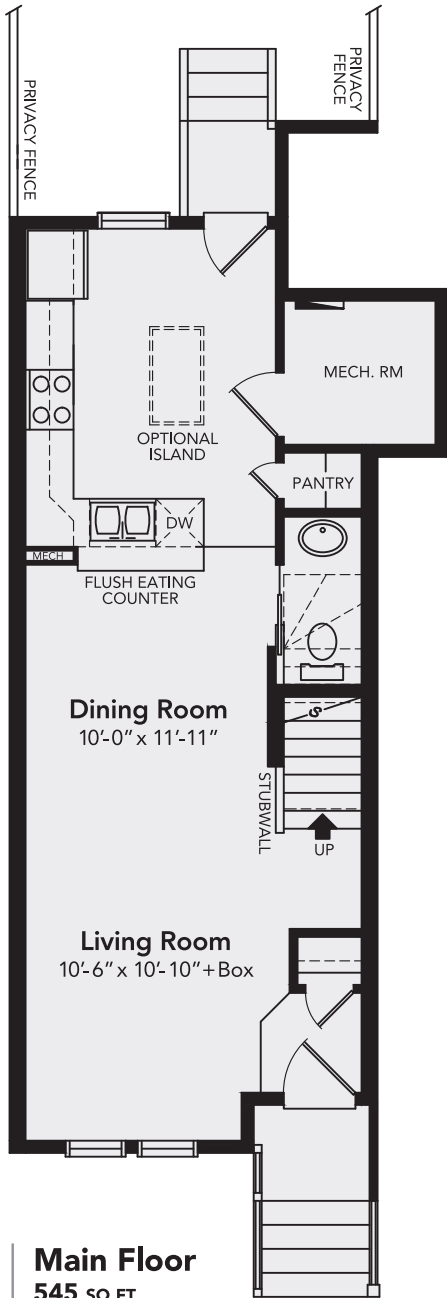 PRIVACY FENCE
PRIVACY
FENCE
MECH. RM
OPTIONAL
ISLAND
PANTRY
DW
MECH
FLUSH EATING
COUNTER
Dining Room
10'-0" x 11'-11"
S
STUBWALL
UP
Living Room
10'-6" x 10'-10"+Box
Main Floor
545 SQ FT